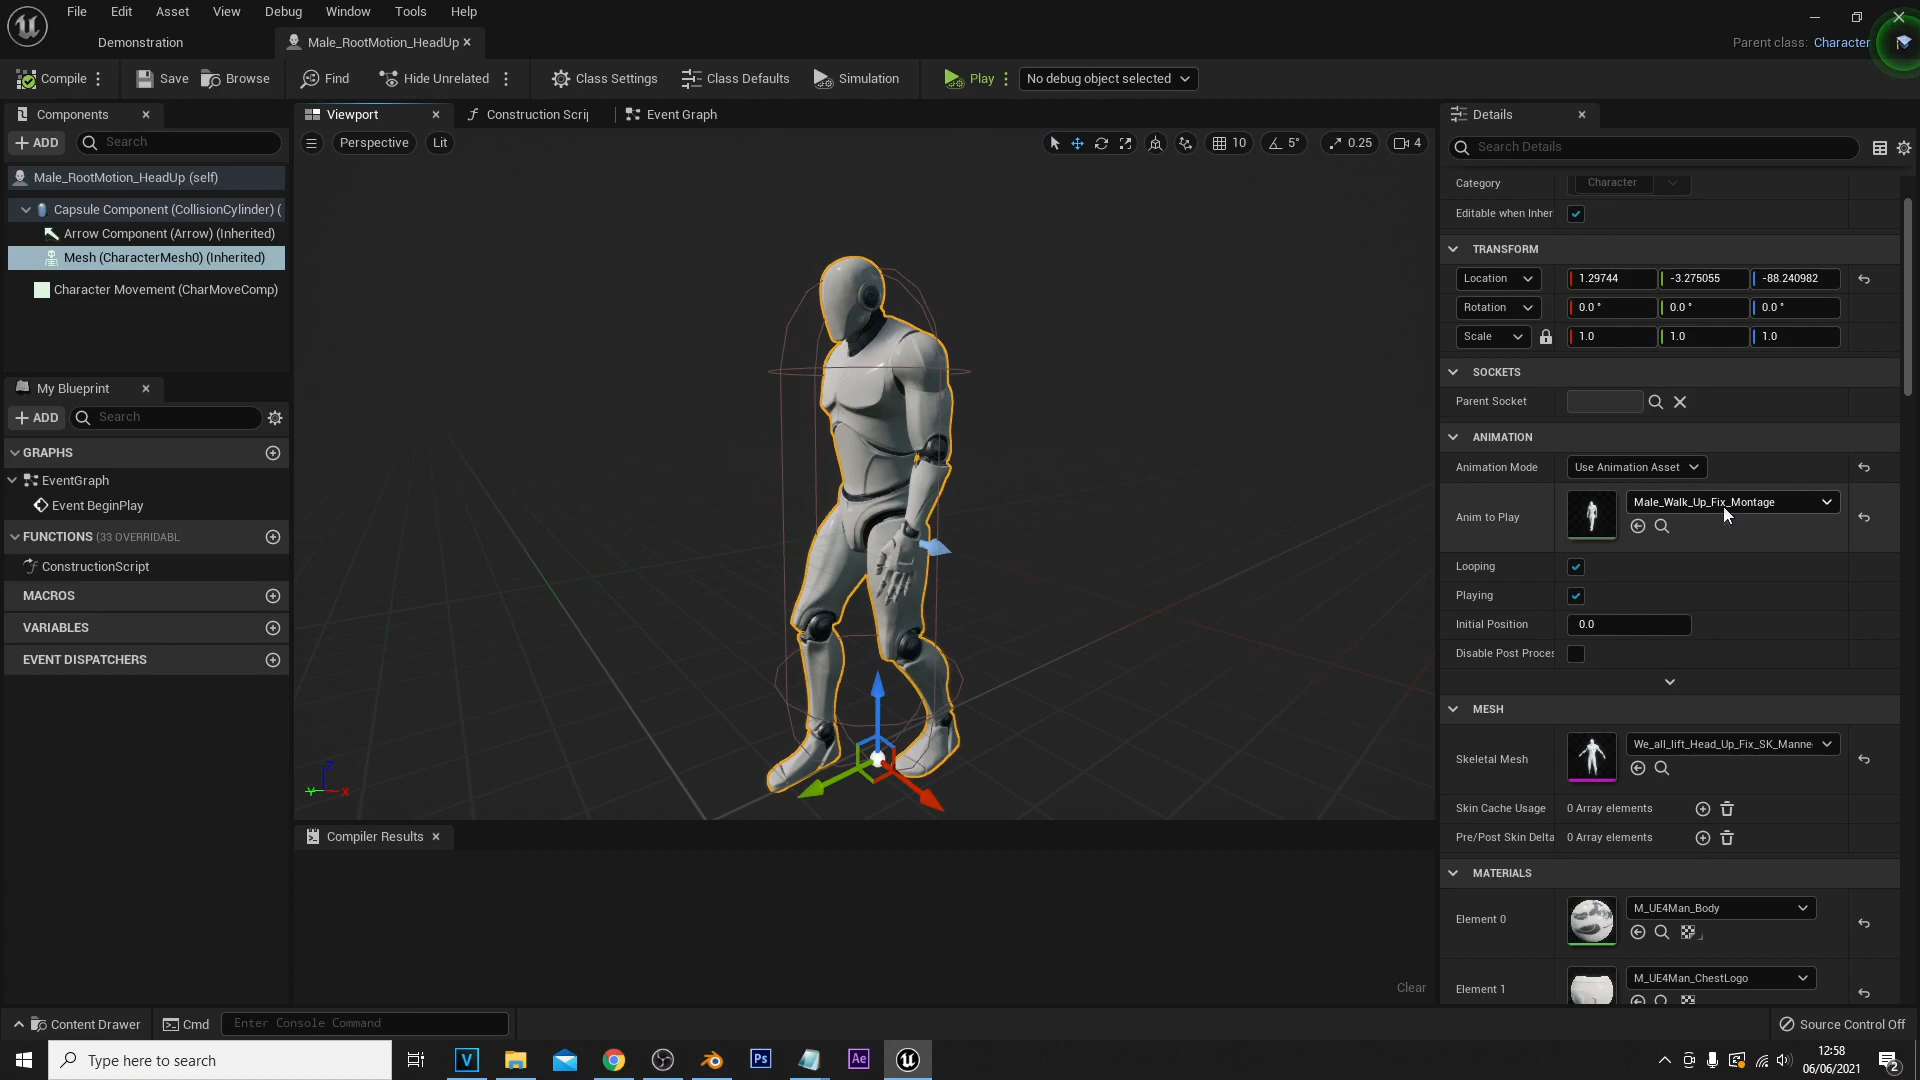 File Edit Asset View Debug Window Tools Help
Demonstration
Male_RootMotion_HeadUp
Parent class: Character
Compile
Save
Browse
Find
Hide Unrelated
Class Settings
Class Defaults
Simulation
Play
No debug object selected
Components
ADD
Search
Male_RootMotion_HeadUp (self)
Capsule Component (CollisionCylinder) (
Arrow Component (Arrow) (Inherited)
Mesh (CharacterMesh0) (Inherited)
Character Movement (CharMoveComp)
My Blueprint
ADD
Search
GRAPHS
EventGraph
Event BeginPlay
FUNCTIONS (33 OVERRIDABL
ConstructionScript
MACROS
VARIABLES
EVENT DISPATCHERS
Viewport
Construction Scri
Event Graph
Perspective
Lit
10
5°
0.25
4
Z
Y
X
Compiler Results
Clear
Details
Search Details
Category
Character
Editable when Inher
TRANSFORM
Location
1.29744
-3.275055
-88.240982
Rotation
0.0 °
0.0 °
0.0 °
Scale
1.0
1.0
1.0
SOCKETS
Parent Socket
ANIMATION
Animation Mode
Use Animation Asset
Anim to Play
Male_Walk_Up_Fix_Montage
Looping
Playing
Initial Position
0.0
Disable Post Proces
MESH
Skeletal Mesh
We_all_lift_Head_Up_Fix_SK_Manne
Skin Cache Usage
0 Array elements
Pre/Post Skin Delta
0 Array elements
MATERIALS
Element 0
M_UE4Man_Body
Element 1
M_UE4Man_ChestLogo
Content Drawer
Cmd
Enter Console Command
Source Control Off
Type here to search
V
Ps
Ae
12:58
06/06/2021
2